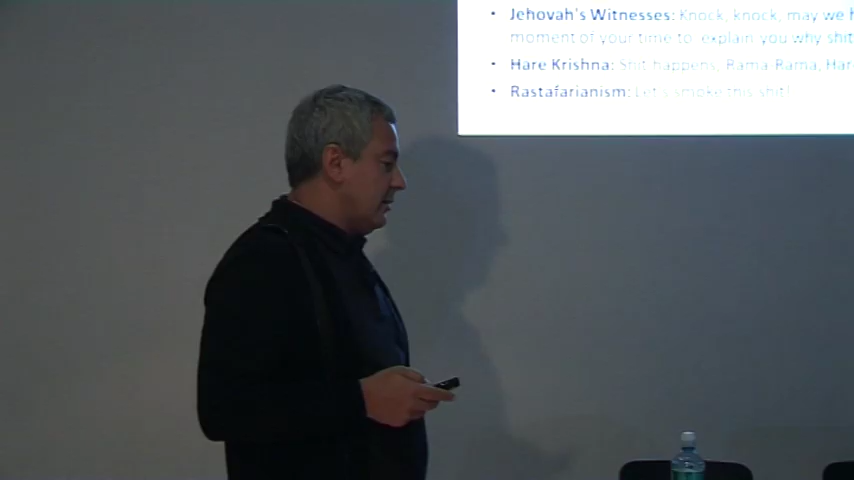 • Jehovah's Witnesses: Knock, knock, may we h
moment of your time to explain you why shit
• Hare Krishna: Shit happens, Rama Rama, Har
• Rastafarianism: Let's smoke this shit!